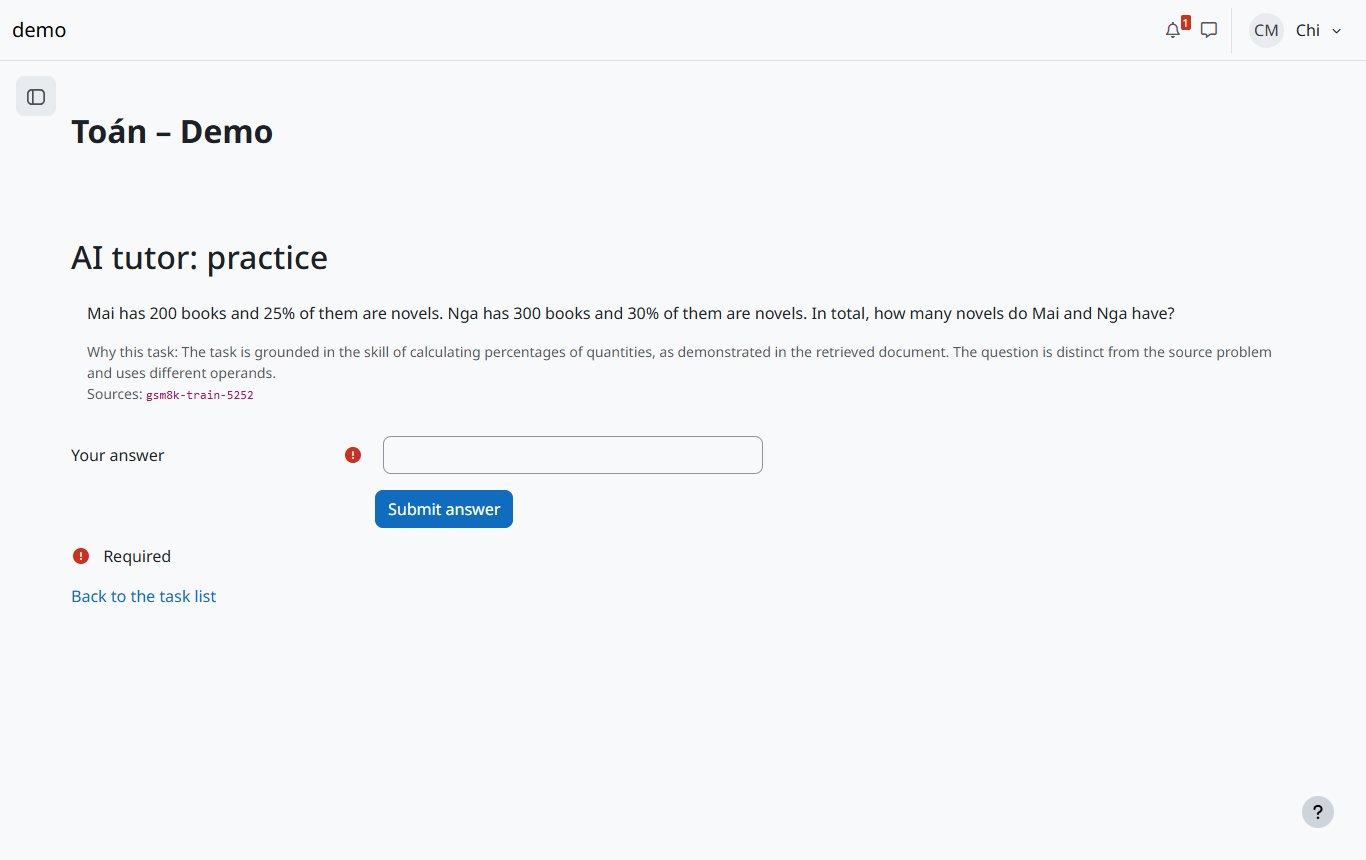 demo
1
CM
Chi
Toán – Demo
AI tutor: practice
Mai has 200 books and 25% of them are novels. Nga has 300 books and 30% of them are novels. In total, how many novels do Mai and Nga have?
Why this task: The task is grounded in the skill of calculating percentages of quantities, as demonstrated in the retrieved document. The question is distinct from the source problem
and uses different operands.
Sources: gsm8k-train-5252
Your answer
Submit answer
Required
Back to the task list
?